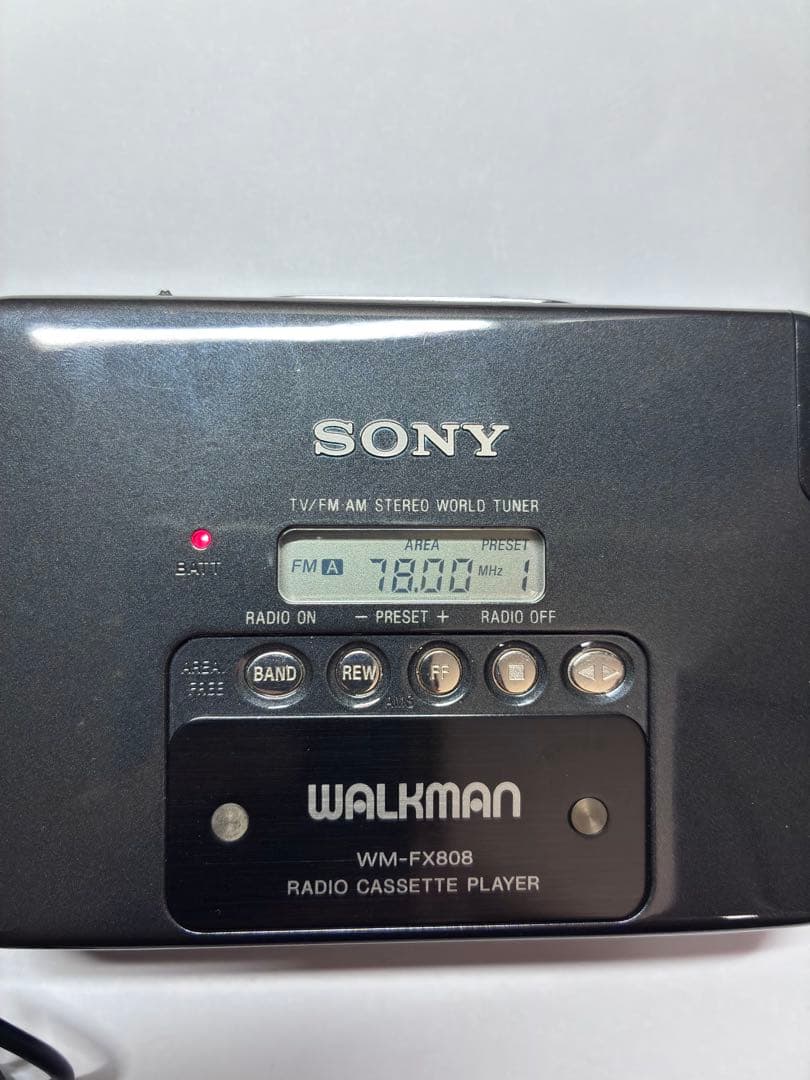 SONY
TV/FM·AM STEREO WORLD TUNER
AREA PRESET
FM A 78.00 MHz 1
BATT
RADIO ON − PRESET + RADIO OFF
AREA FREE
BAND REW FF
AMS
WALKMAN
WM-FX808
RADIO CASSETTE PLAYER